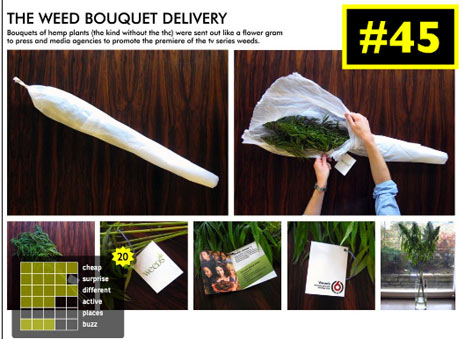 THE WEED BOUQUET DELIVERY
Bouquets of hemp plants (the kind without the thc) were sent out like a flower gram
to press and media agencies to promote the premiere of the tv series weeds.
#45
20
weeds
cheap
surprise
different
active
places
buzz
6